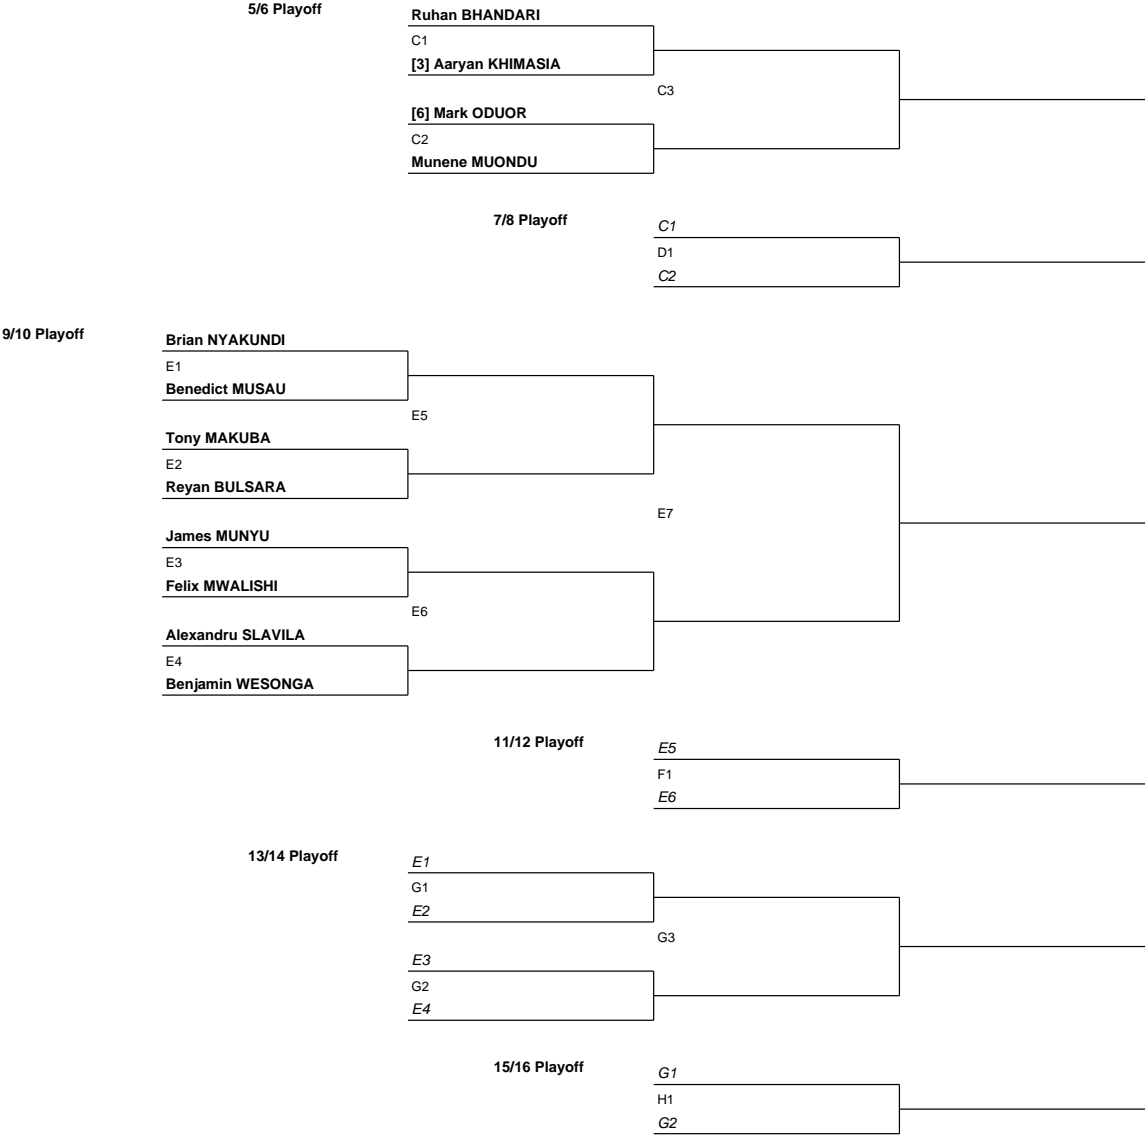 5/6 Playoff
Ruhan BHANDARI
C1
[3] Aaryan KHIMASIA
C3
[6] Mark ODUOR
C2
Munene MUONDU
7/8 Playoff
C1
D1
C2
9/10 Playoff
Brian NYAKUNDI
E1
Benedict MUSAU
E5
Tony MAKUBA
E2
Reyan BULSARA
E7
James MUNYU
E3
Felix MWALISHI
E6
Alexandru SLAVILA
E4
Benjamin WESONGA
11/12 Playoff
E5
F1
E6
13/14 Playoff
E1
G1
E2
G3
E3
G2
E4
15/16 Playoff
G1
H1
G2